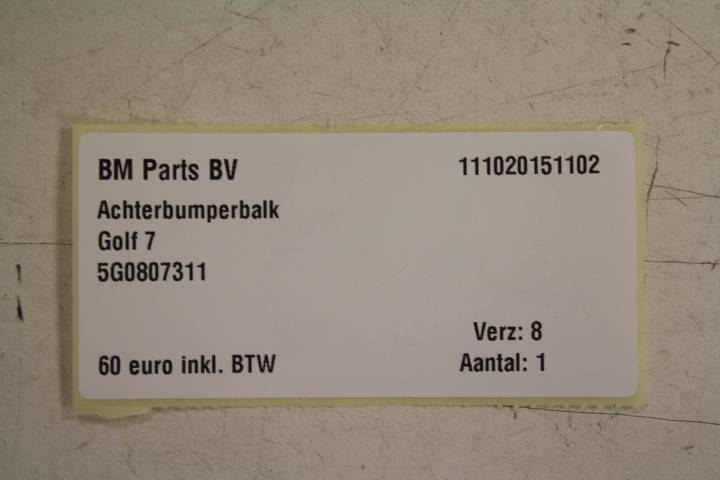 BM Parts BV 111020151102
Achterbumperbalk
Golf 7
5G0807311
Verz: 8
60 euro inkl. BTW Aantal: 1